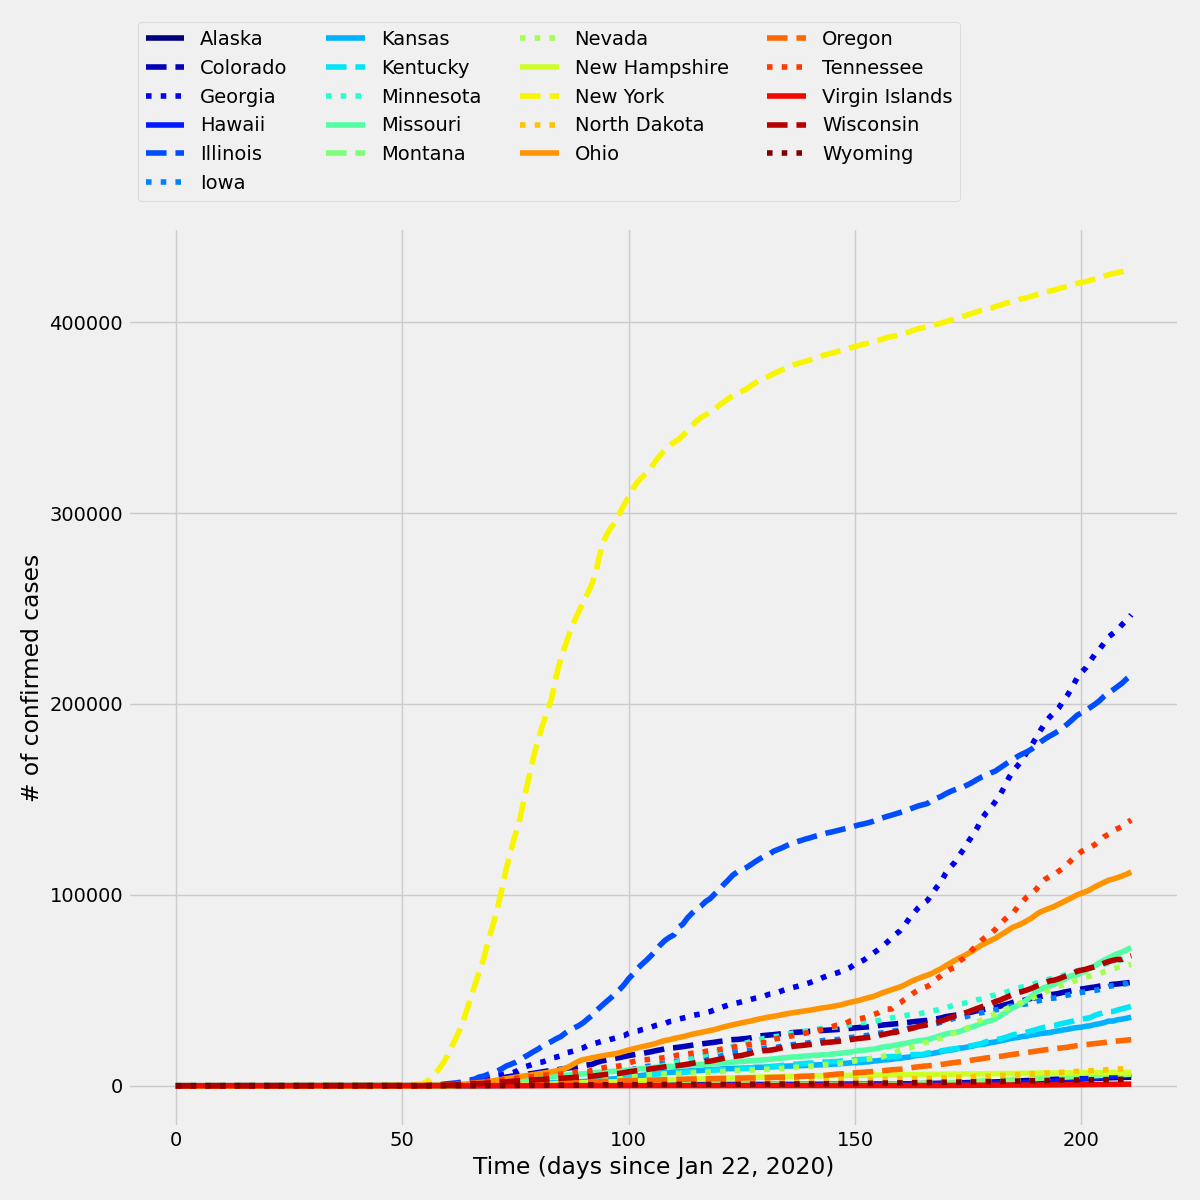 Alaska
Colorado
Georgia
Hawaii
Illinois
Iowa
Kansas
Kentucky
Minnesota
Missouri
Montana
Nevada
New Hampshire
New York
North Dakota
Ohio
Oregon
Tennessee
Virgin Islands
Wisconsin
Wyoming
400000
300000
200000
100000
0
# of confirmed cases
0 50 100 150 200
Time (days since Jan 22, 2020)